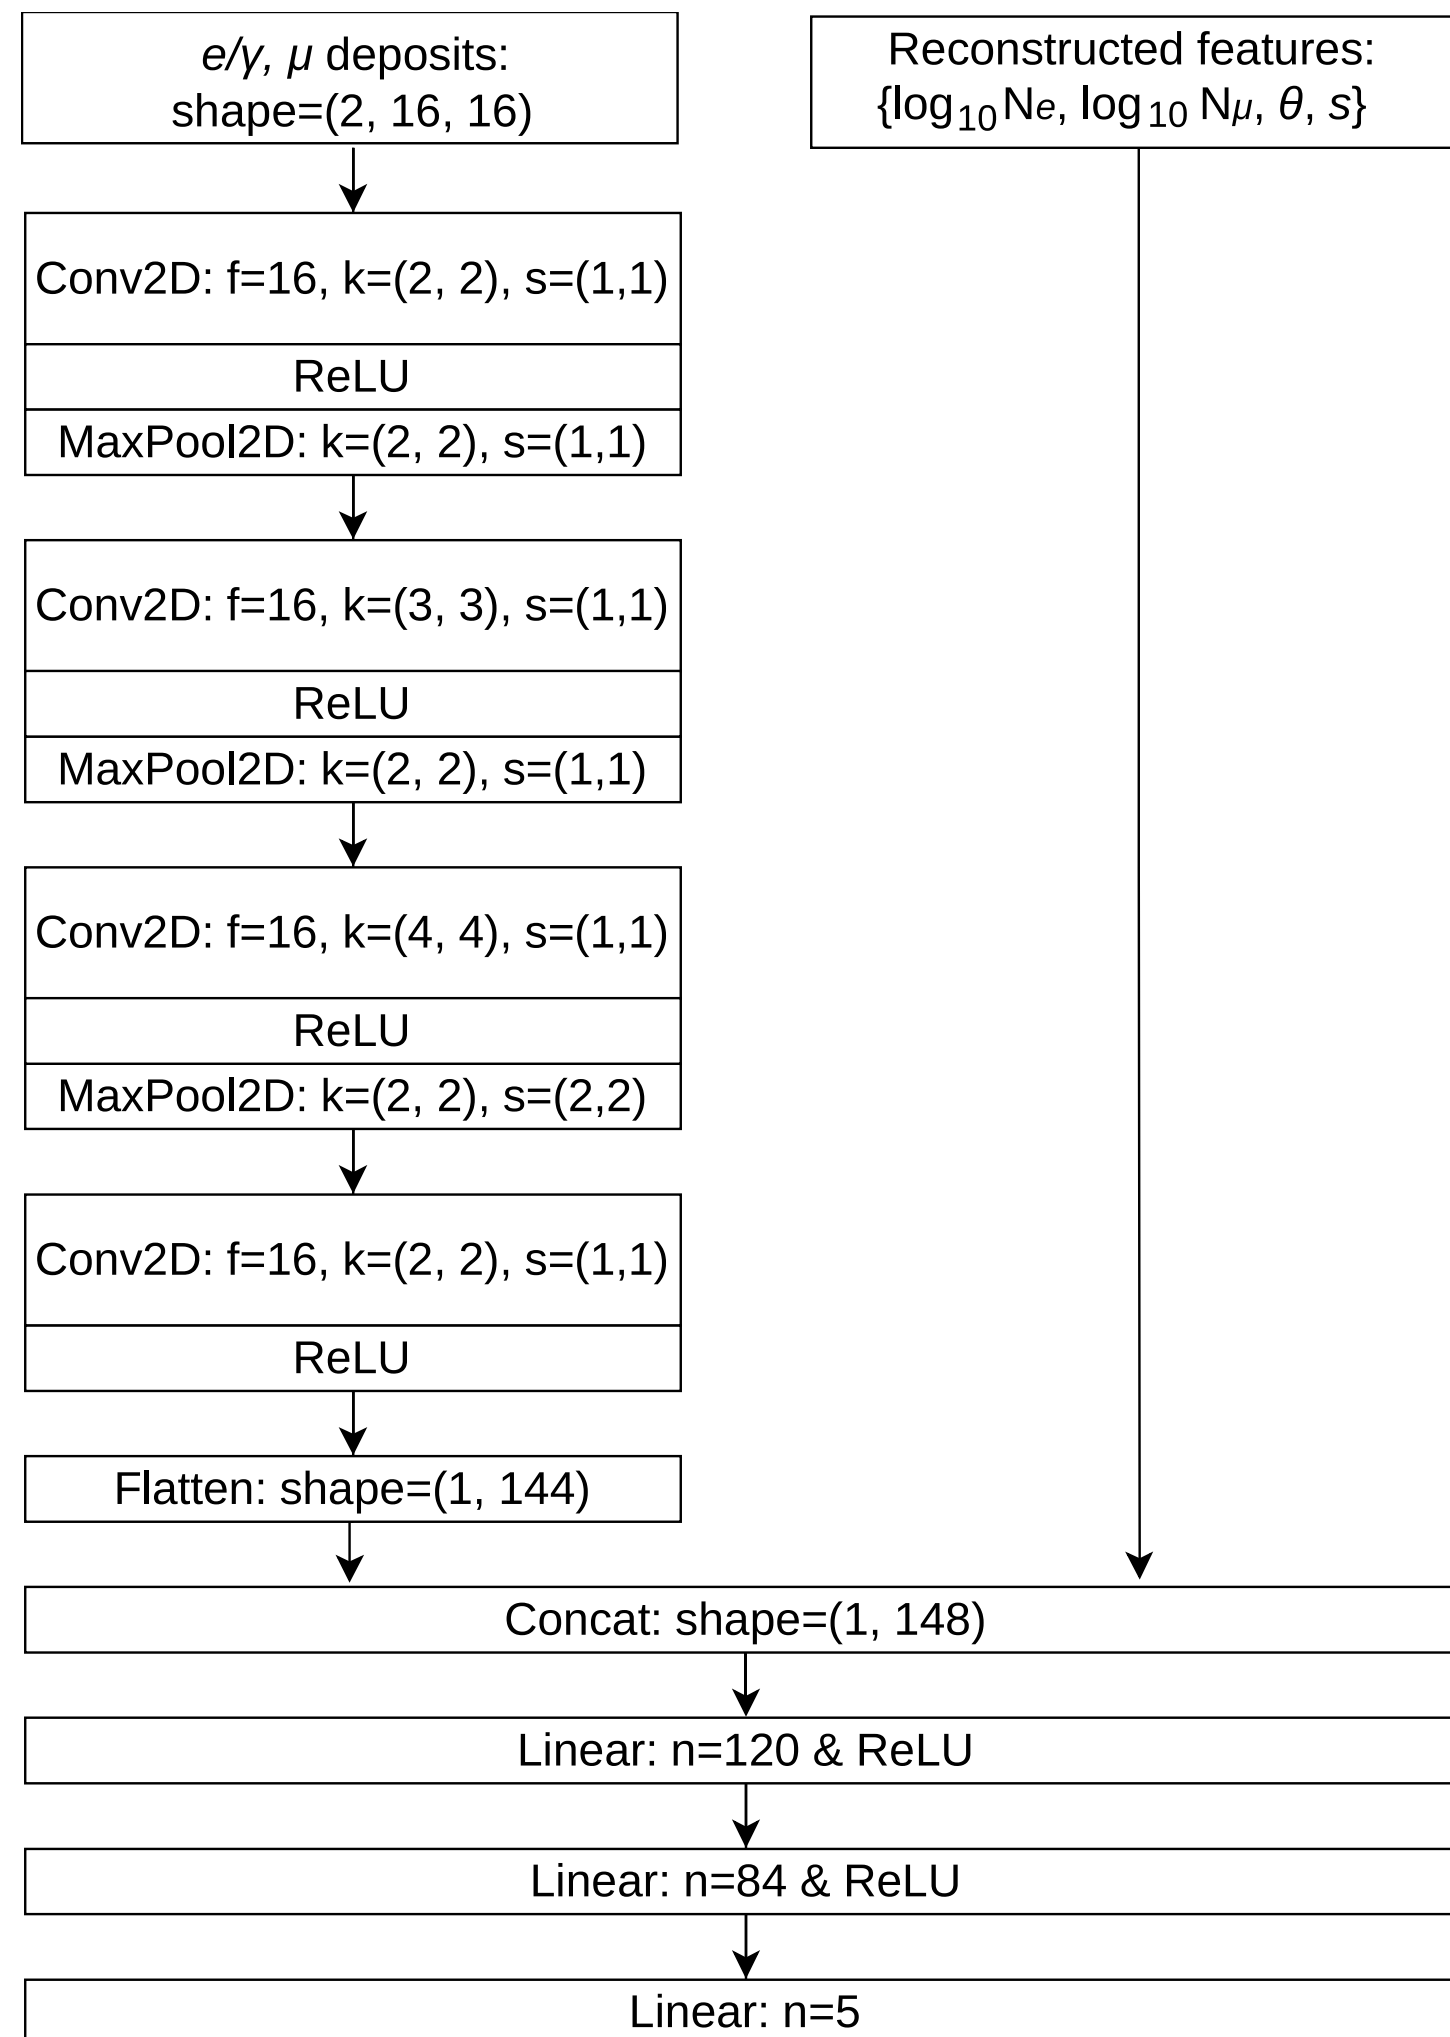 e/γ, μ deposits:
shape=(2, 16, 16)
Reconstructed features:
{log₁₀ Ne, log₁₀ Nμ, θ, s}
Conv2D: f=16, k=(2, 2), s=(1,1)
ReLU
MaxPool2D: k=(2, 2), s=(1,1)
Conv2D: f=16, k=(3, 3), s=(1,1)
ReLU
MaxPool2D: k=(2, 2), s=(1,1)
Conv2D: f=16, k=(4, 4), s=(1,1)
ReLU
MaxPool2D: k=(2, 2), s=(2,2)
Conv2D: f=16, k=(2, 2), s=(1,1)
ReLU
Flatten: shape=(1, 144)
Concat: shape=(1, 148)
Linear: n=120 & ReLU
Linear: n=84 & ReLU
Linear: n=5